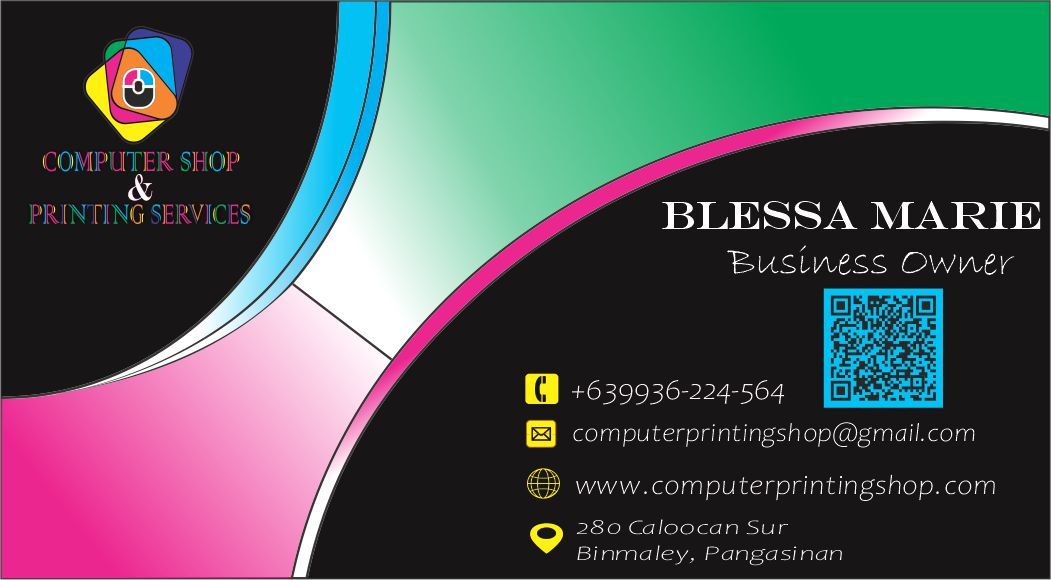 COMPUTER SHOP
&
PRINTING SERVICES
BLESSA MARIE
Business Owner
+639936-224-564
computerprintingshop@gmail.com
www.computerprintingshop.com
280 Caloocan Sur
Binmaley, Pangasinan